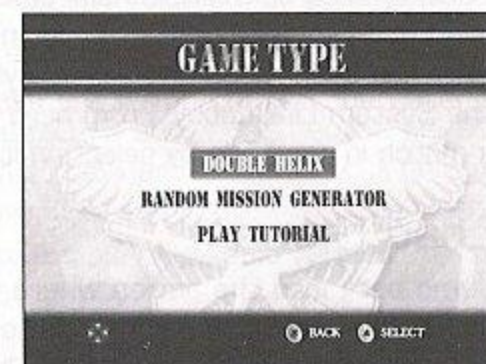 GAME TYPE
DOUBLE HELIX
RANDOM MISSION GENERATOR
PLAY TUTORIAL
BACK SELECT